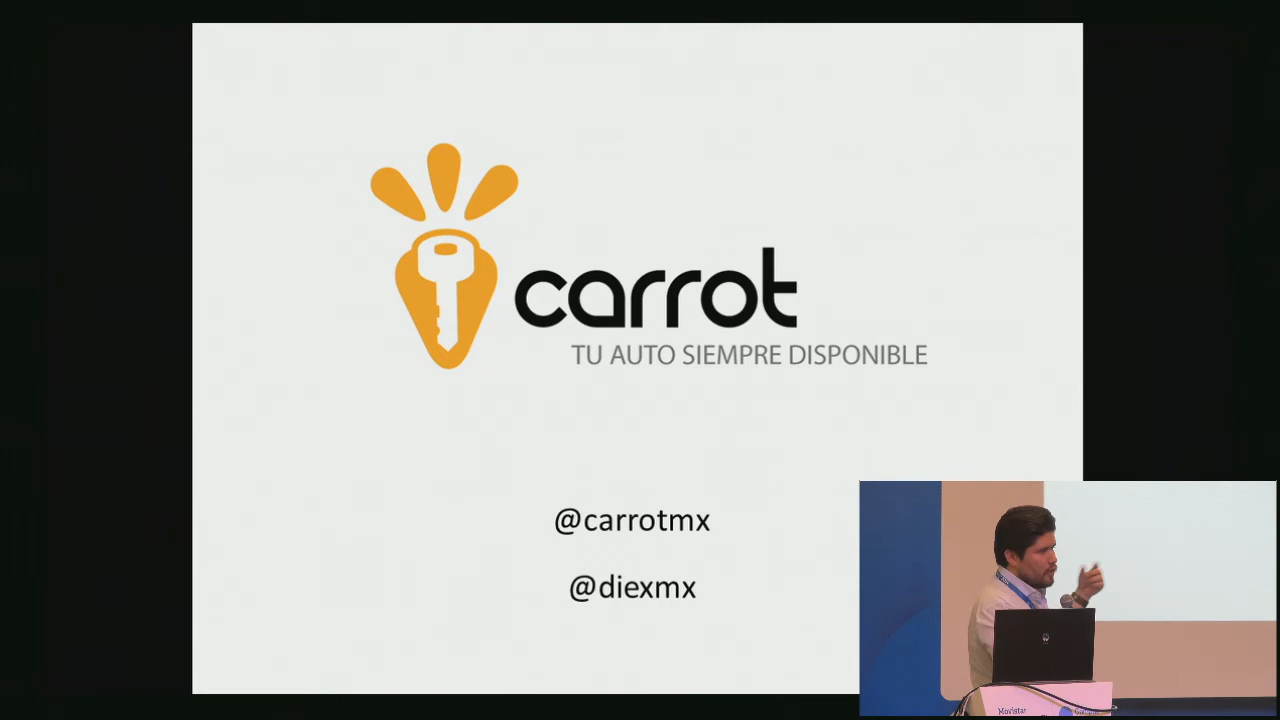 carrot
TU AUTO SIEMPRE DISPONIBLE
@carrotmx
@diexmx
Movistar